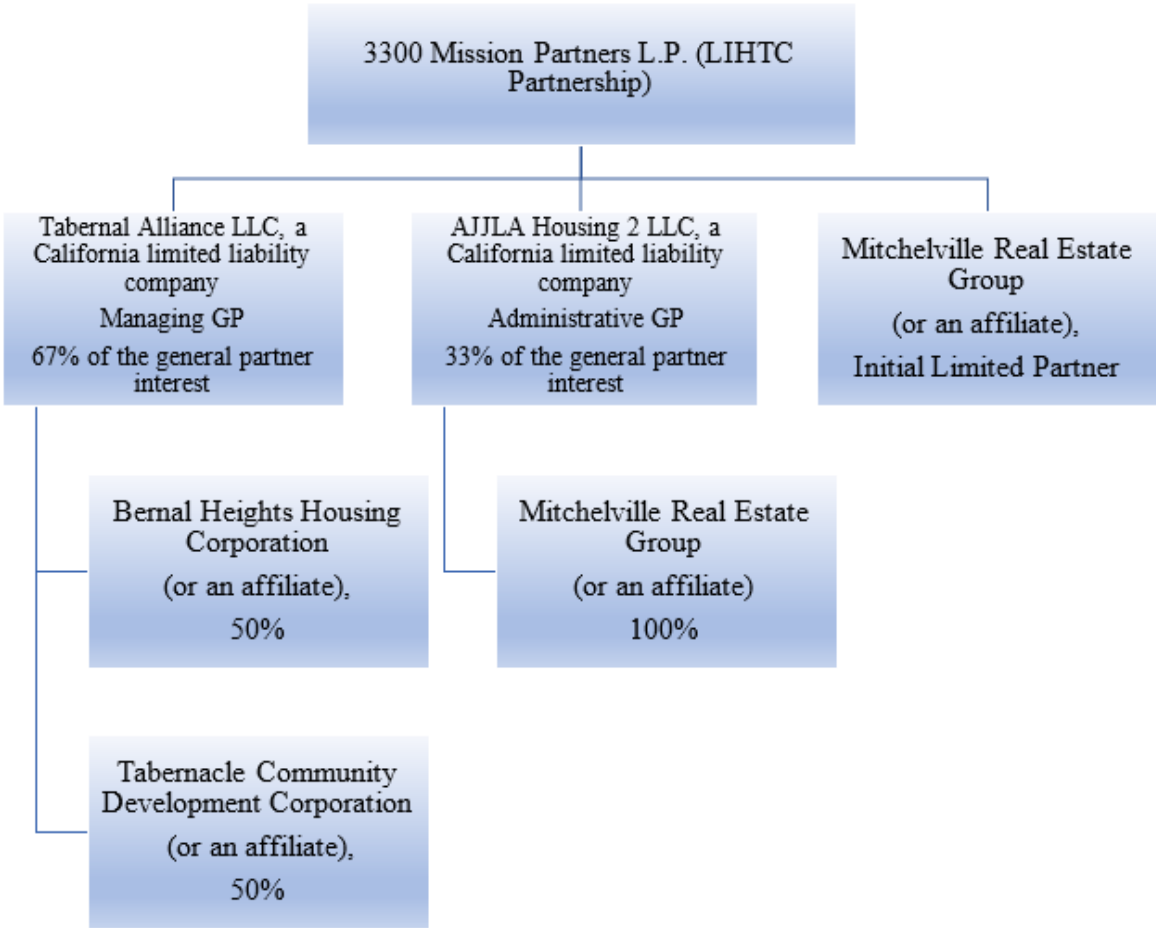 3300 Mission Partners L.P. (LIHTC
Partnership)
Tabernal Alliance LLC, a
California limited liability
company
Managing GP
67% of the general partner
interest
AJJLA Housing 2 LLC, a
California limited liability
company
Administrative GP
33% of the general partner
interest
Mitchelville Real Estate
Group
(or an affiliate),
Initial Limited Partner
Bernal Heights Housing
Corporation
(or an affiliate),
50%
Mitchelville Real Estate
Group
(or an affiliate)
100%
Tabernacle Community
Development Corporation
(or an affiliate),
50%